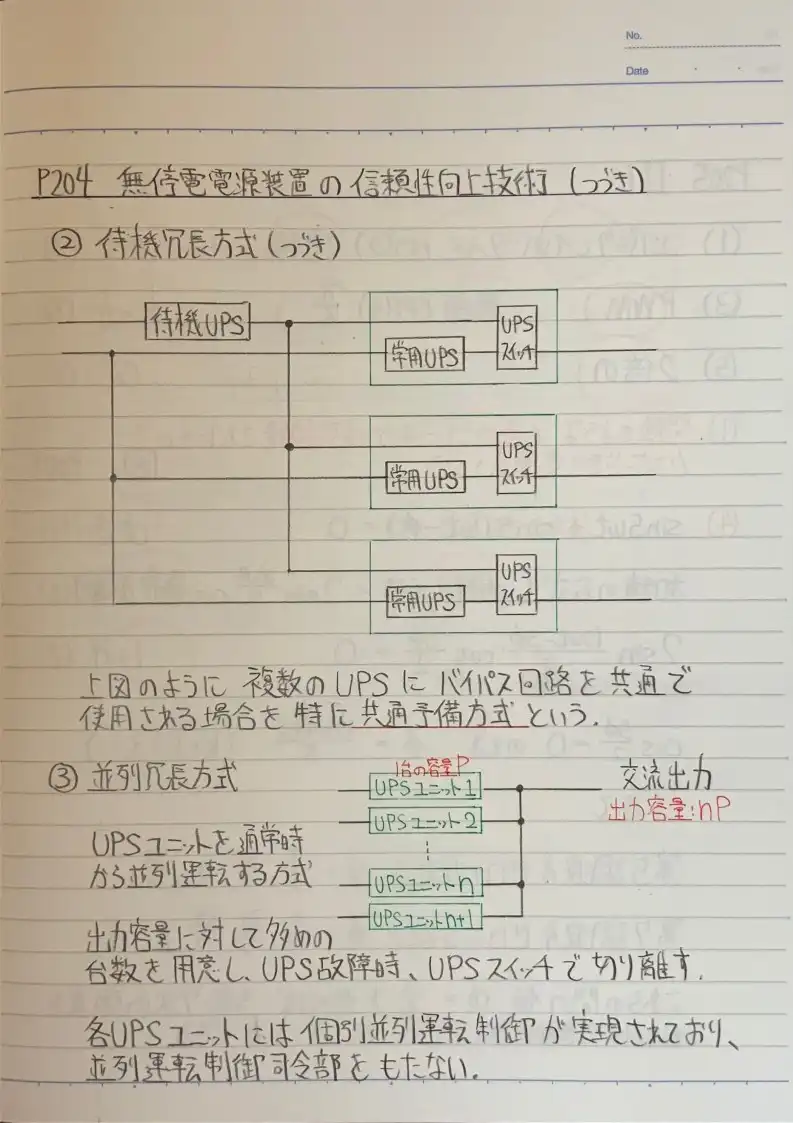 No.
Date
P204 無停電電源装置の信頼性向上技術(つづき)
② 待機冗長方式(つづき)
待機UPS
UPS
スイッチ
常用UPS
UPS
スイッチ
常用UPS
UPS
スイッチ
常用UPS
上図のように 複数のUPSに バイパス回路を共通で
使用される場合を特に共通予備方式という.
③ 並列冗長方式
1台の容量P
UPSユニット1
交流出力
出力容量:nP
UPSユニット2
UPSユニットを通常時
から並列運転する方式
UPSユニットn
UPSユニットn+1
出力容量に対して多めの
台数を用意し、UPS故障時、UPSスイッチで切り離す.
各UPSユニットには個別並列運転制御が実現されており、
並列運転制御司令部をもたない.